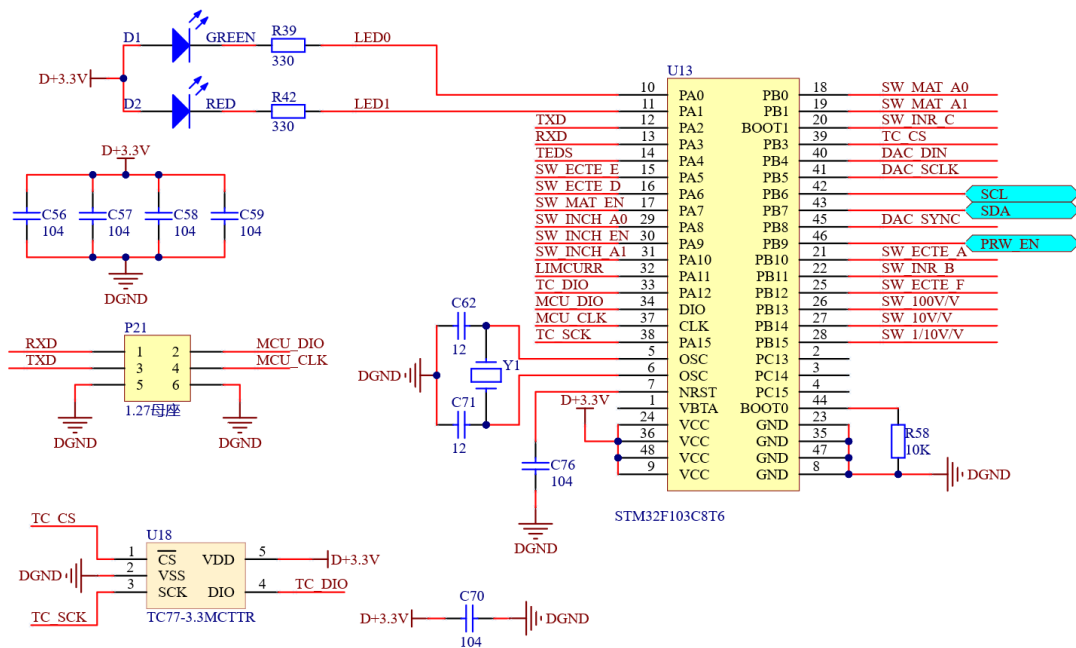 D1
GREEN
R39
330
LED0
D+3.3V
D2
RED
R42
330
LED1
D+3.3V
C56
104
C57
104
C58
104
C59
104
DGND
P21
RXD
1
2
MCU_DIO
TXD
3
4
MCU_CLK
5
6
1.27母座
DGND
DGND
U13
10
PA0
PB0
18
SW_MAT_A0
11
PA1
PB1
19
SW_MAT_A1
TXD
12
PA2
BOOT1
20
SW_INR_C
RXD
13
PA3
PB3
39
TC_CS
TEDS
14
PA4
PB4
40
DAC_DIN
SW_ECTE_E
15
PA5
PB5
41
DAC_SCLK
SW_ECTE_D
16
PA6
PB6
42
SCL
SW_MAT_EN
17
PA7
PB7
43
SDA
SW_INCH_A0
29
PA8
PB8
45
DAC_SYNC
SW_INCH_EN
30
PA9
PB9
46
PRW_EN
SW_INCH_A1
31
PA10
PB10
21
SW_ECTE_A
LIMCURR
32
PA11
PB11
22
SW_INR_B
TC_DIO
33
PA12
PB12
25
SW_ECTE_F
MCU_DIO
34
DIO
PB13
26
SW_100V/V
MCU_CLK
37
CLK
PB14
27
SW_10V/V
TC_SCK
38
PA15
PB15
28
SW_1/10V/V
5
OSC
PC13
2
6
OSC
PC14
3
7
NRST
PC15
4
1
VBTA
BOOT0
44
24
VCC
GND
23
36
VCC
GND
35
48
VCC
GND
47
9
VCC
GND
8
STM32F103C8T6
C62
12
Y1
DGND
C71
12
D+3.3V
C76
104
DGND
R58
10K
DGND
TC_CS
U18
1
CS
VDD
5
D+3.3V
DGND
2
VSS
3
SCK
DIO
4
TC_DIO
TC_SCK
TC77-3.3MCTTR
C70
D+3.3V
DGND
104